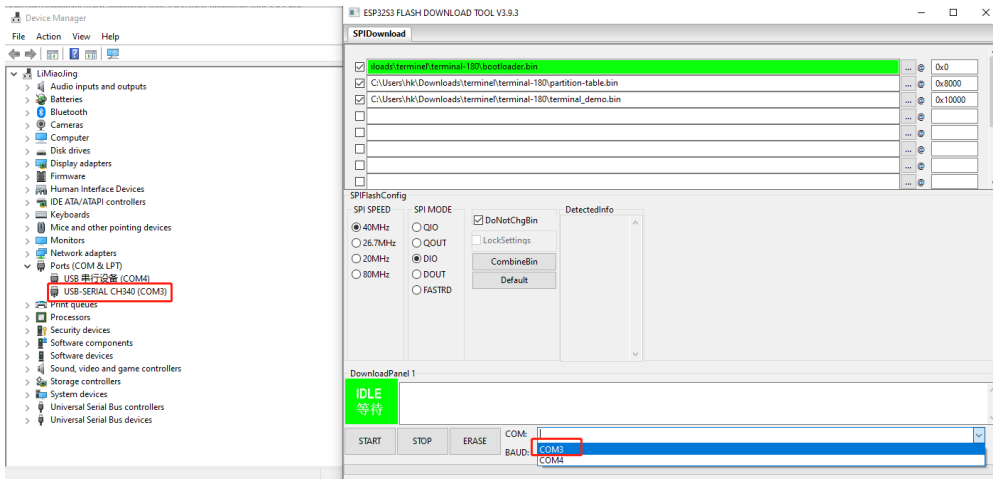 Device Manager
File Action View Help
LiMiaoJing
Audio inputs and outputs
Batteries
Bluetooth
Cameras
Computer
Disk drives
Display adapters
Firmware
Human Interface Devices
IDE ATA/ATAPI controllers
Keyboards
Mice and other pointing devices
Monitors
Network adapters
Ports (COM & LPT)
USB 串行设备 (COM4)
USB-SERIAL CH340 (COM3)
Print queues
Processors
Security devices
Software components
Software devices
Sound, video and game controllers
Storage controllers
System devices
Universal Serial Bus controllers
Universal Serial Bus devices
ESP32S3 FLASH DOWNLOAD TOOL V3.9.3
SPIDownload
sloads\terminel\terminal-180\bootloader.bin ... @ 0x0
C:\Users\hk\Downloads\terminel\terminal-180\partition-table.bin ... @ 0x8000
C:\Users\hk\Downloads\terminel\terminal-180\terminal_demo.bin ... @ 0x10000
... @
... @
... @
... @
... @
SPIFlashConfig
SPI SPEED
40MHz
26.7MHz
20MHz
80MHz
SPI MODE
QIO
QOUT
DIO
DOUT
FASTRD
DoNotChgBin
LockSettings
CombineBin
Default
DetectedInfo
DownloadPanel 1
IDLE
等待
START STOP ERASE
COM:
BAUD:
COM3
COM4